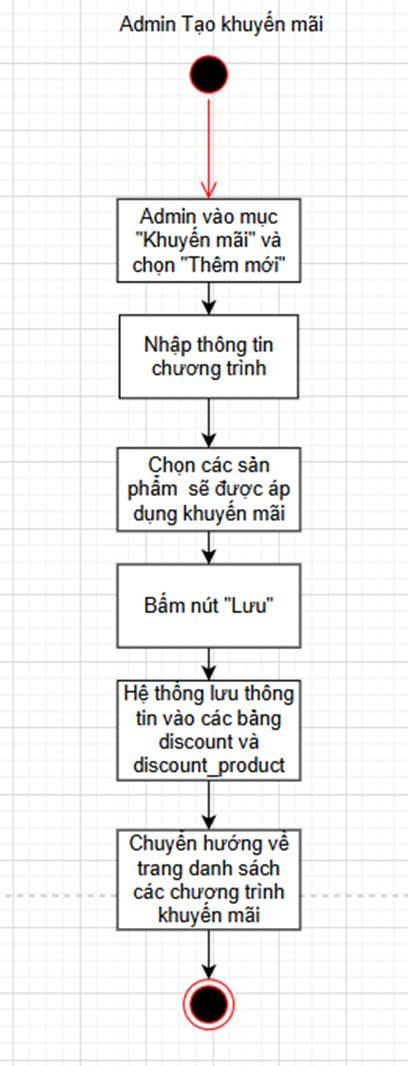 Admin Tạo khuyến mãi
Admin vào mục
"Khuyến mãi" và
chọn "Thêm mới"
Nhập thông tin
chương trình
Chọn các sản
phẩm sẽ được áp
dụng khuyến mãi
Bấm nút "Lưu"
Hệ thống lưu thông
tin vào các bảng
discount và
discount_product
Chuyển hướng về
trang danh sách
các chương trình
khuyến mãi